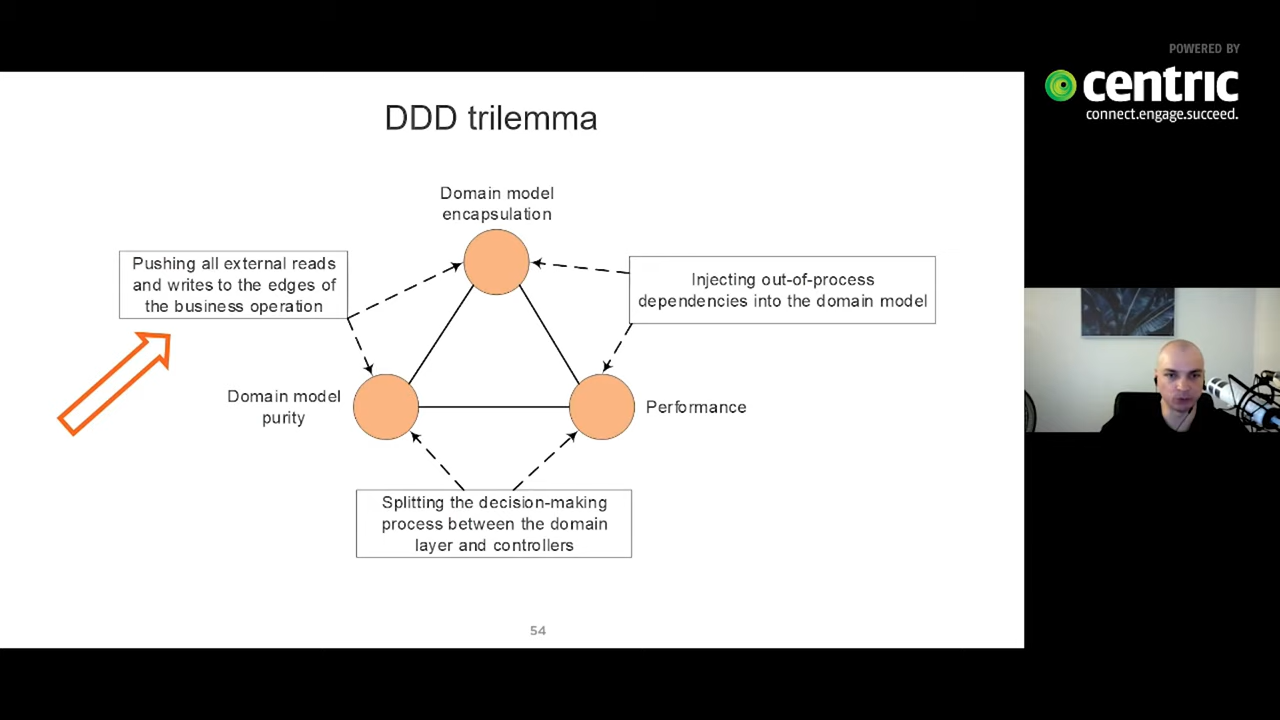 POWERED BY
centric
connect.engage.succeed.
DDD trilemma
Domain model
encapsulation
Pushing all external reads
and writes to the edges of
the business operation
Injecting out-of-process
dependencies into the domain model
Domain model
purity
Performance
Splitting the decision-making
process between the domain
layer and controllers
54